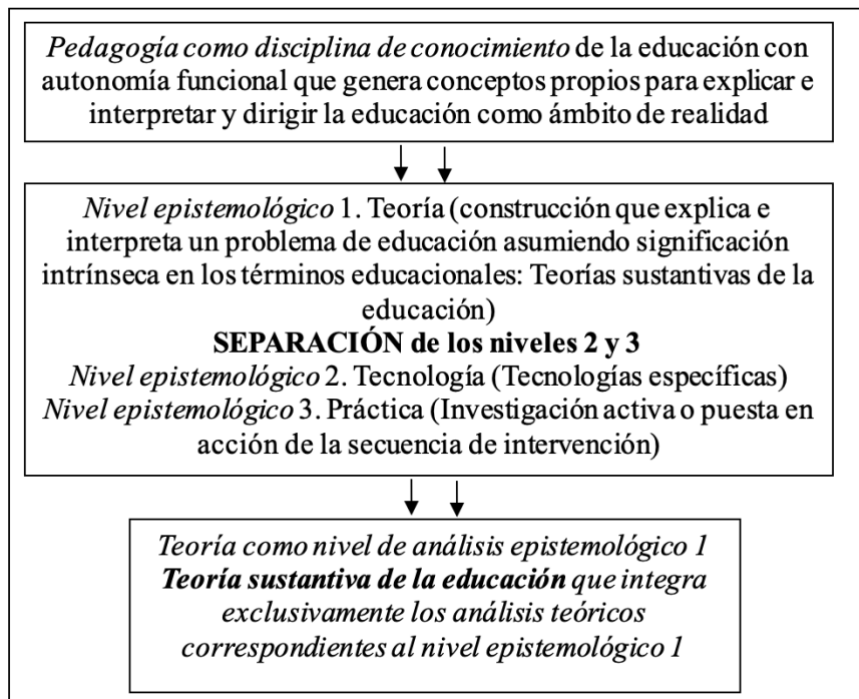 Pedagogía como disciplina de conocimiento de la educación con
autonomía funcional que genera conceptos propios para explicar e
interpretar y dirigir la educación como ámbito de realidad
Nivel epistemológico 1. Teoría (construcción que explica e
interpreta un problema de educación asumiendo significación
intrínseca en los términos educacionales: Teorías sustantivas de la
educación)
SEPARACIÓN de los niveles 2 y 3
Nivel epistemológico 2. Tecnología (Tecnologías específicas)
Nivel epistemológico 3. Práctica (Investigación activa o puesta en
acción de la secuencia de intervención)
Teoría como nivel de análisis epistemológico 1
Teoría sustantiva de la educación que integra
exclusivamente los análisis teóricos
correspondientes al nivel epistemológico 1